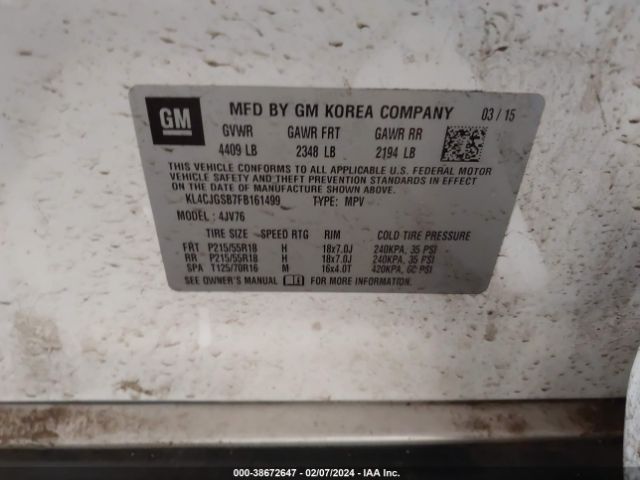 GM
MFD BY GM KOREA COMPANY 03 / 15
GVWR GAWR FRT GAWR RR
4409 LB 2348 LB 2194 LB
THIS VEHICLE CONFORMS TO ALL APPLICABLE U.S. FEDERAL MOTOR
VEHICLE SAFETY AND THEFT PREVENTION STANDARDS IN EFFECT
ON THE DATE OF MANUFACTURE SHOWN ABOVE.
KL4CJGSB7FB161499 TYPE: MPV
MODEL : 4JV76
TIRE SIZE SPEED RTG RIM COLD TIRE PRESSURE
FRT P215/55R18 H 18x7.0J 240KPA, 35 PSI
RR P215/55R18 H 18x7.0J 240KPA, 35 PSI
SPA T125/70R16 M 16x4.0T 420KPA, 60 PSI
SEE OWNER'S MANUAL FOR MORE INFORMATION.
000-38672647 - 02/07/2024 - IAA Inc.